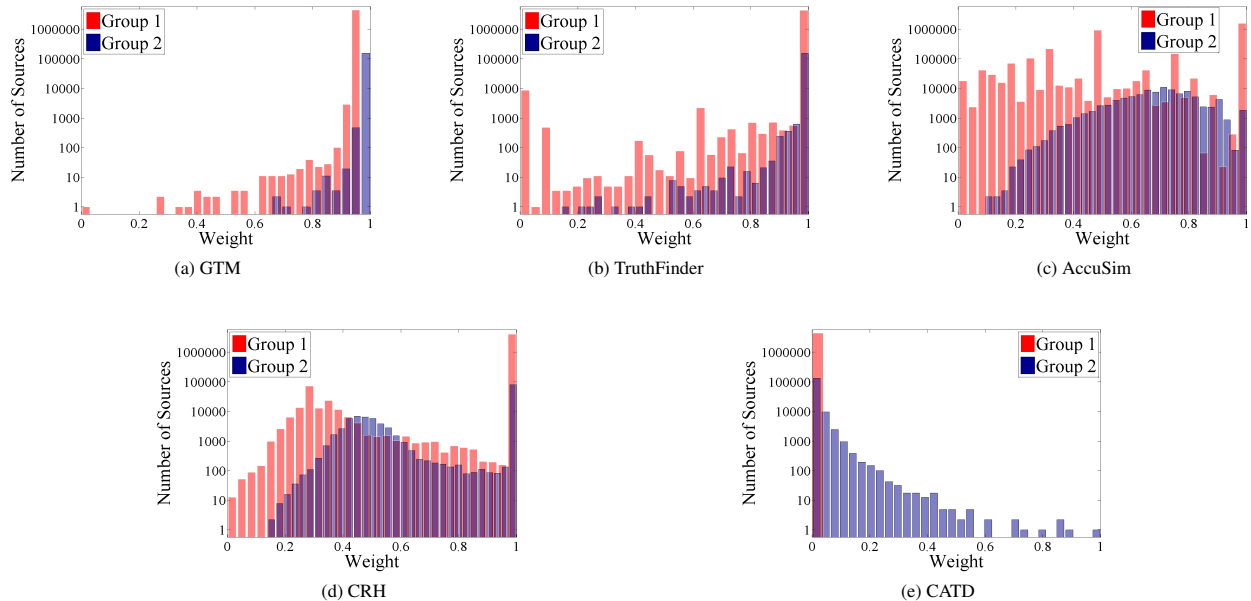 Number of Sources
1000000
100000
10000
1000
100
10
1
Group 1
Group 2
0
0.2
0.4
0.6
0.8
1
Weight
(a) GTM
Number of Sources
1000000
100000
10000
1000
100
10
1
Group 1
Group 2
0
0.2
0.4
0.6
0.8
1
Weight
(b) TruthFinder
Number of Sources
1000000
100000
10000
1000
100
10
1
Group 1
Group 2
0
0.2
0.4
0.6
0.8
1
Weight
(c) AccuSim
Number of Sources
1000000
100000
10000
1000
100
10
1
Group 1
Group 2
0
0.2
0.4
0.6
0.8
1
Weight
(d) CRH
Number of Sources
1000000
100000
10000
1000
100
10
1
Group 1
Group 2
0
0.2
0.4
0.6
0.8
1
Weight
(e) CATD